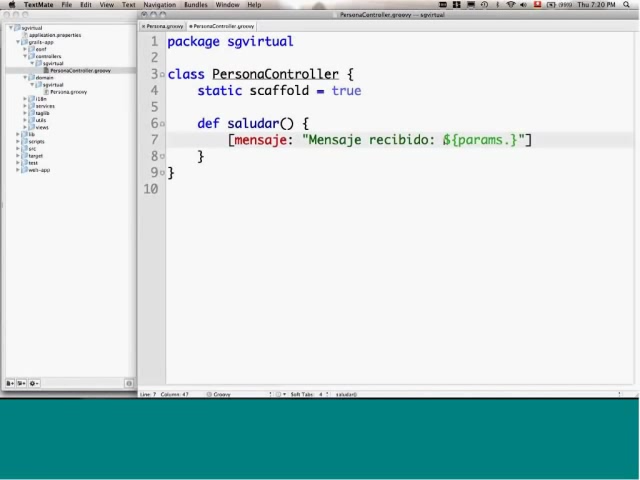 TextMate File Edit View Text Navigation Bundles Window Help (99%) Thu 7:20 PM
PersonaController.groovy — sgvirtual
Persona.groovy PersonaController.groovy
sgvirtual
application.properties
grails-app
conf
controllers
sgvirtual
PersonaController.groovy
domain
sgvirtual
Persona.groovy
i18n
services
taglib
utils
views
lib
scripts
src
target
test
web-app
1 package sgvirtual
2
3 class PersonaController {
4 static scaffold = true
5
6 def saludar() {
7 [mensaje: "Mensaje recibido: ${params.}"]
8 }
9 }
10
Line: 7 Column: 47 Groovy Soft Tabs: 4 saludar()